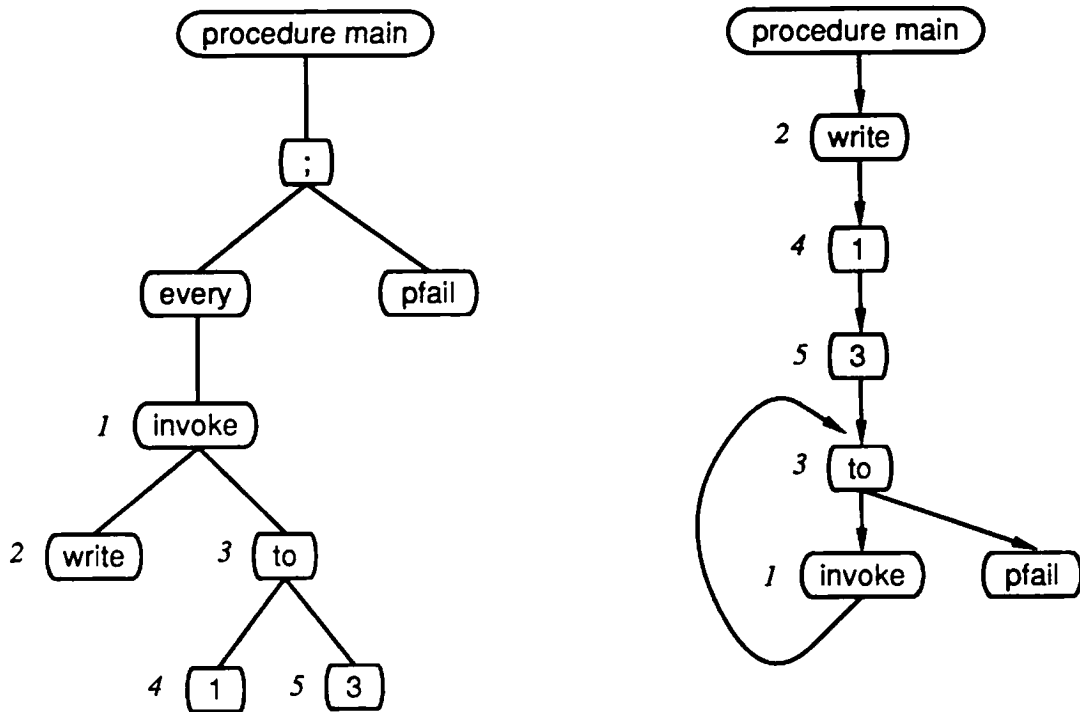 procedure main
;
every
pfail
1
invoke
2
write
3
to
4
1
5
3
procedure main
2
write
4
1
5
3
3
to
1
invoke
pfail